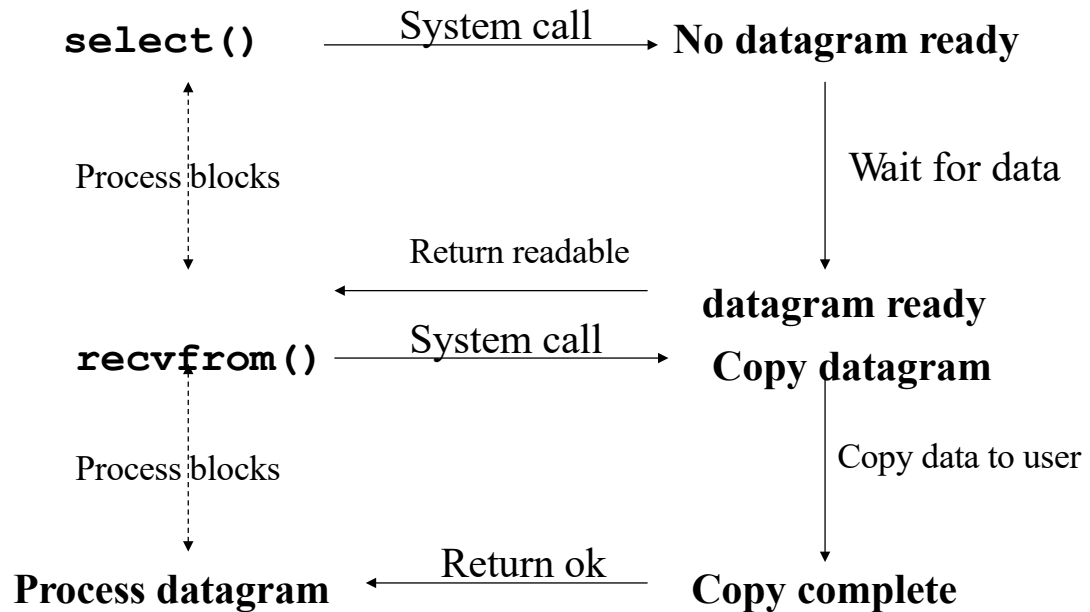 select()
System call
No datagram ready
Process blocks
Wait for data
Return readable
datagram ready
recvfrom()
System call
Copy datagram
Process blocks
Copy data to user
Return ok
Process datagram
Copy complete